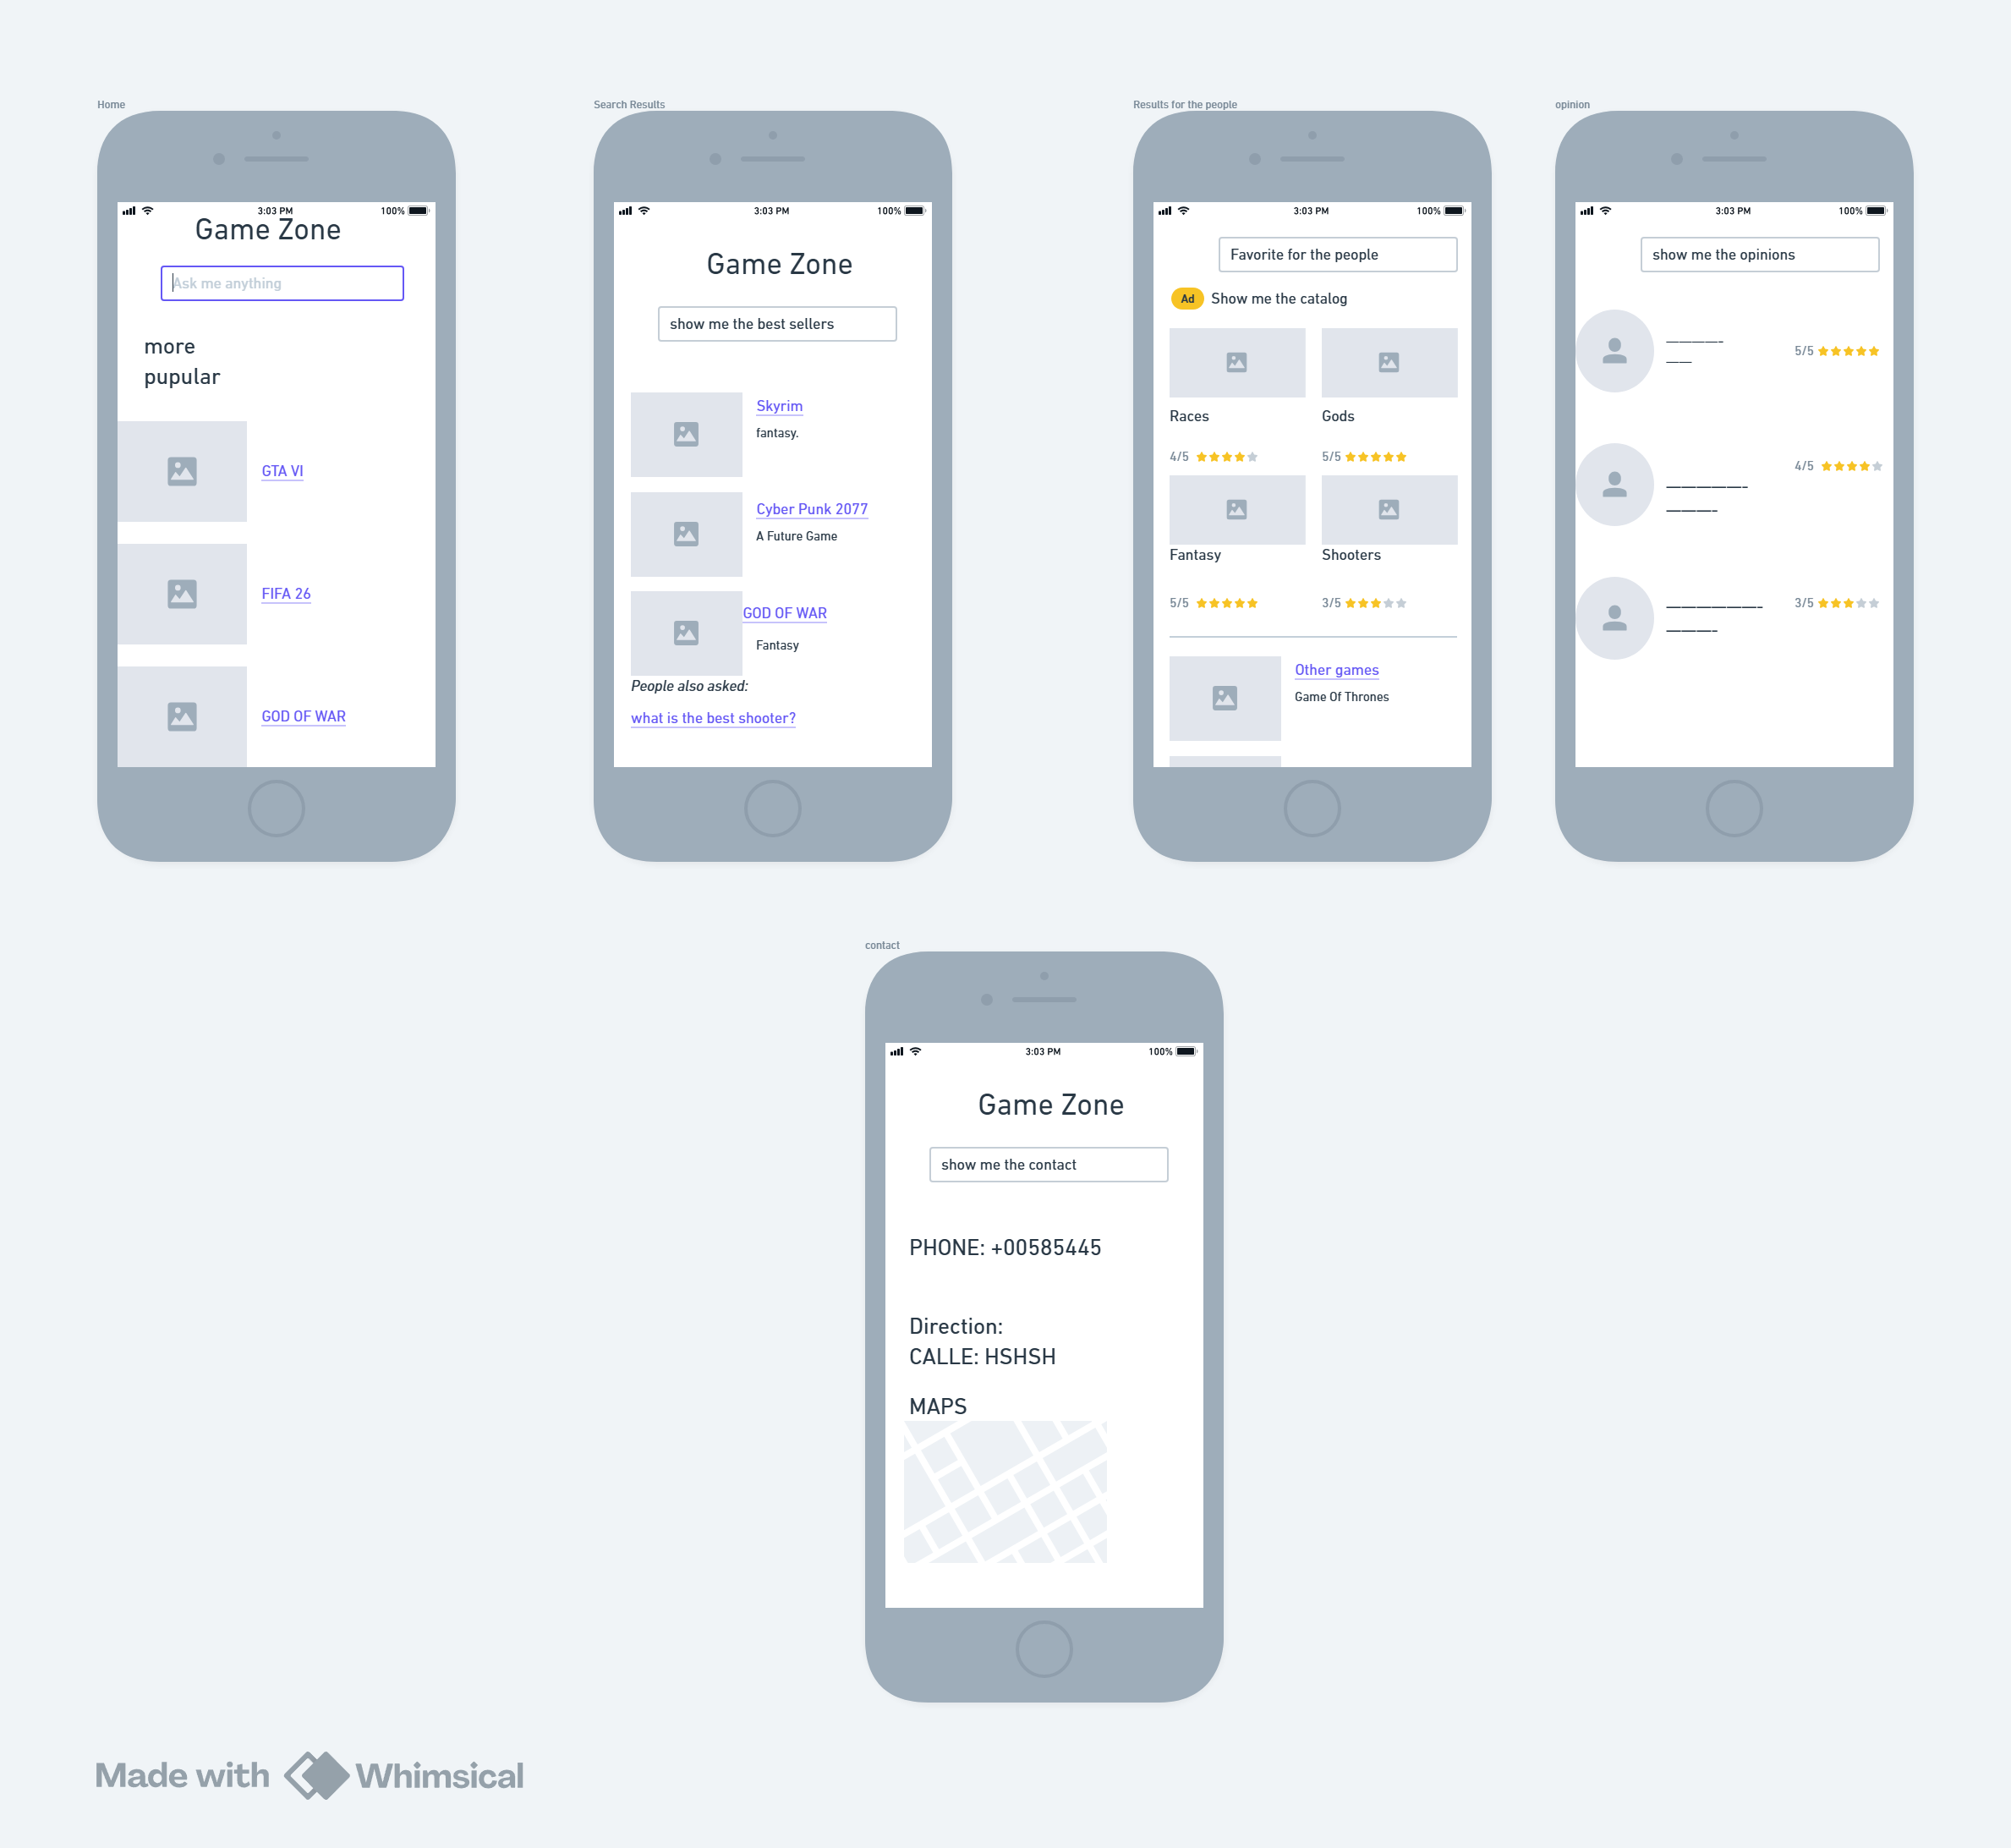 Home
3:03 PM
100%
Game Zone
Ask me anything
more
pupular
GTA VI
FIFA 26
GOD OF WAR
Search Results
3:03 PM
100%
Game Zone
show me the best sellers
Skyrim
fantasy.
Cyber Punk 2077
A Future Game
GOD OF WAR
Fantasy
People also asked:
what is the best shooter?
Results for the people
3:03 PM
100%
Favorite for the people
Ad Show me the catalog
Races
Gods
4/5
5/5
Fantasy
Shooters
5/5
3/5
Other games
Game Of Thrones
opinion
3:03 PM
100%
show me the opinions
5/5
4/5
3/5
contact
3:03 PM
100%
Game Zone
show me the contact
PHONE: +00585445
Direction:
CALLE: HSHSH
MAPS
Made with Whimsical